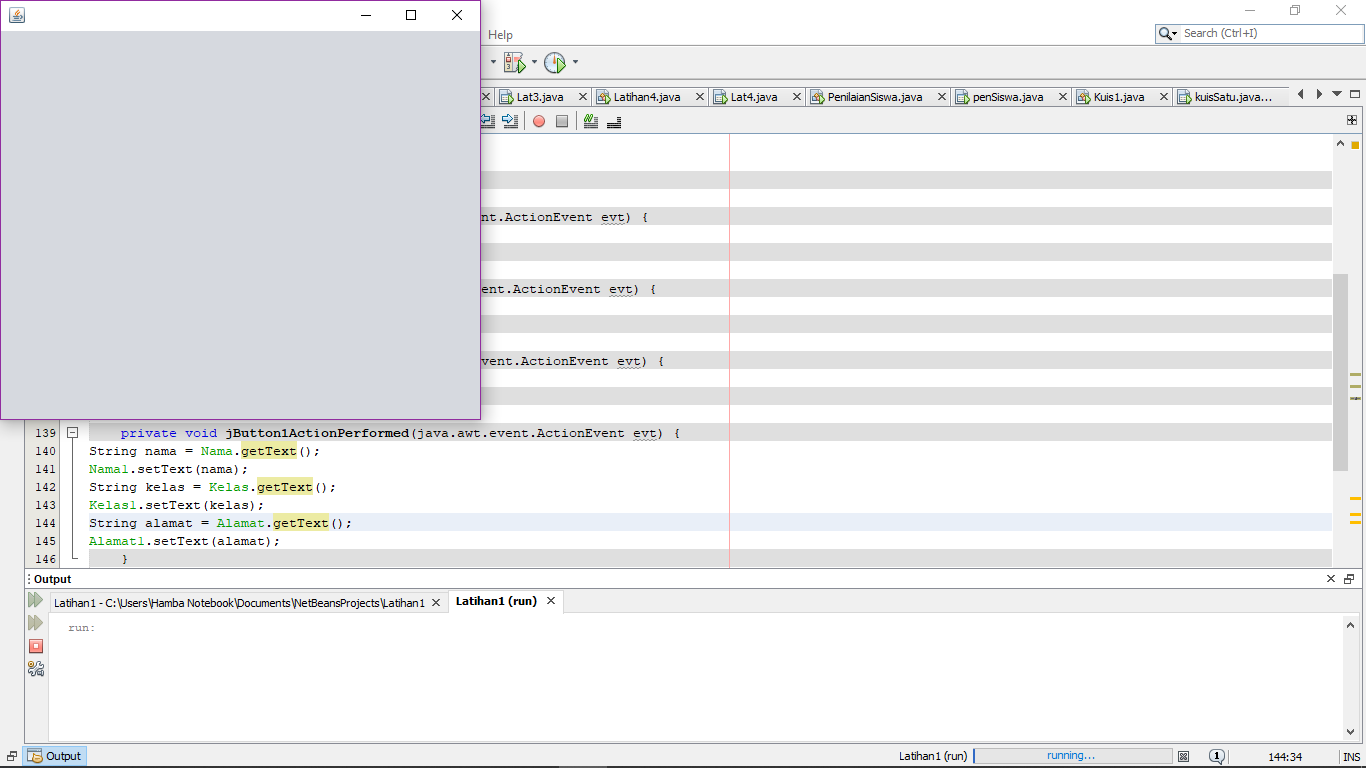 Help
Search (Ctrl+I)
Lat3.java Latihan4.java Lat4.java PenilaianSiswa.java penSiswa.java Kuis1.java kuisSatu.java...
nt.ActionEvent evt) {
ent.ActionEvent evt) {
vent.ActionEvent evt) {
139 private void jButton1ActionPerformed(java.awt.event.ActionEvent evt) {
140 String nama = Nama.getText();
141 Nama1.setText(nama);
142 String kelas = Kelas.getText();
143 Kelas1.setText(kelas);
144 String alamat = Alamat.getText();
145 Alamat1.setText(alamat);
146 }
Output
Latihan1 - C:\Users\Hamba Notebook\Documents\NetBeansProjects\Latihan1 Latihan1 (run)
run:
Output Latihan1 (run) running... 1 144:34 INS